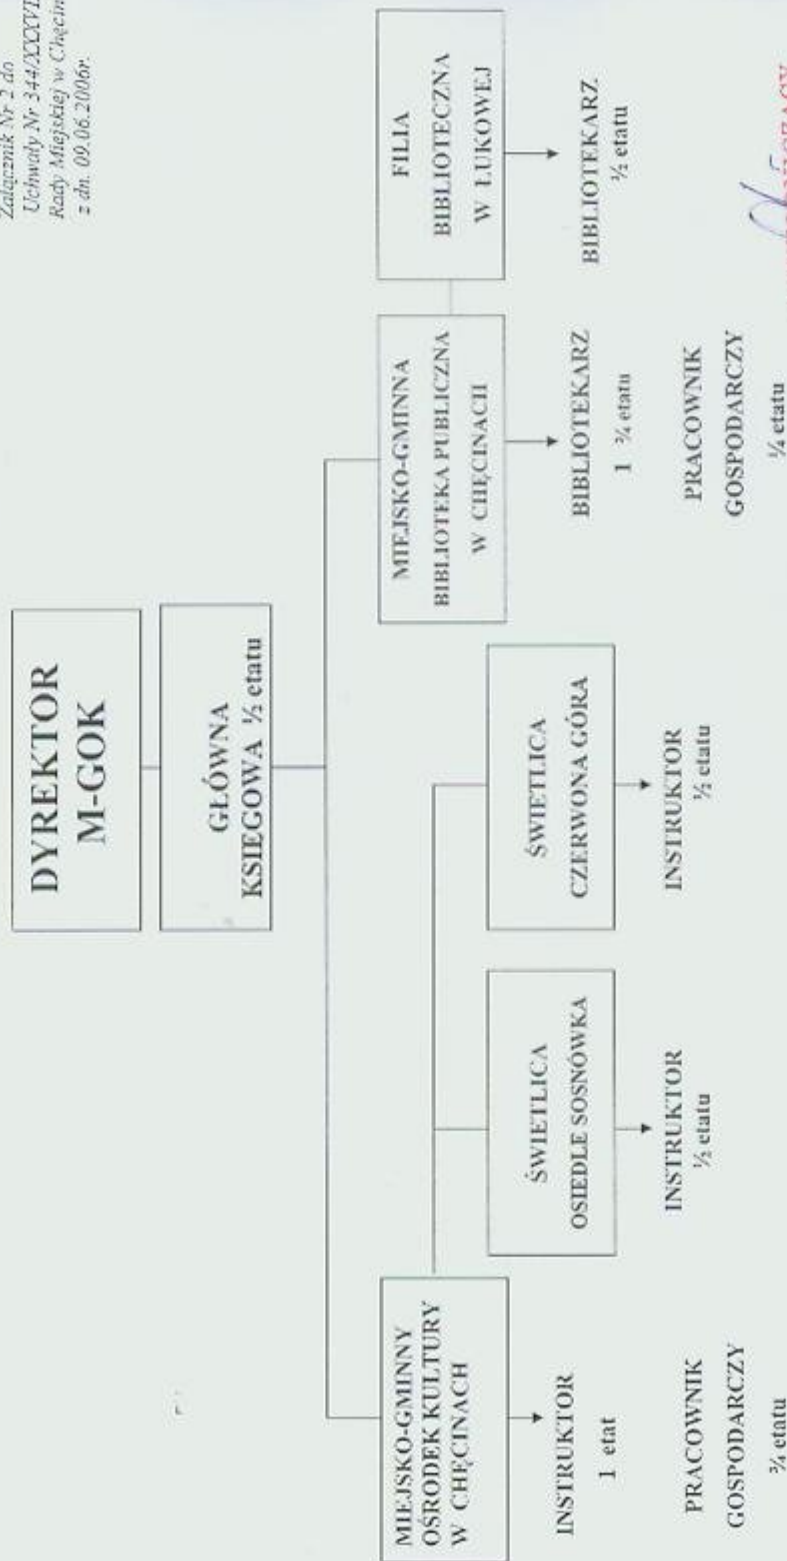 Załącznik Nr 2 do
Uchwały Nr 344/XXXVI
Rady Miejskiej w Chęcin
z dn. 09.06.2006r.
DYREKTOR
M-GOK
GŁÓWNA
KSIEGOWA ½ etatu
MIEJSKO-GMINNY
OŚRODEK KULTURY
W CHĘCINACH
INSTRUKTOR
1 etat
PRACOWNIK
GOSPODARCZY
¾ etatu
ŚWIETLICA
OSIEDLE SOSNÓWKA
INSTRUKTOR
½ etatu
ŚWIETLICA
CZERWONA GÓRA
INSTRUKTOR
½ etatu
MIEJSKO-GMINNA
BIBLIOTEKA PUBLICZNA
W CHĘCINACH
BIBLIOTEKARZ
1 ¾ etatu
PRACOWNIK
GOSPODARCZY
¼ etatu
FILIA
BIBLIOTECZNA
W ŁUKOWEJ
BIBLIOTEKARZ
½ etatu